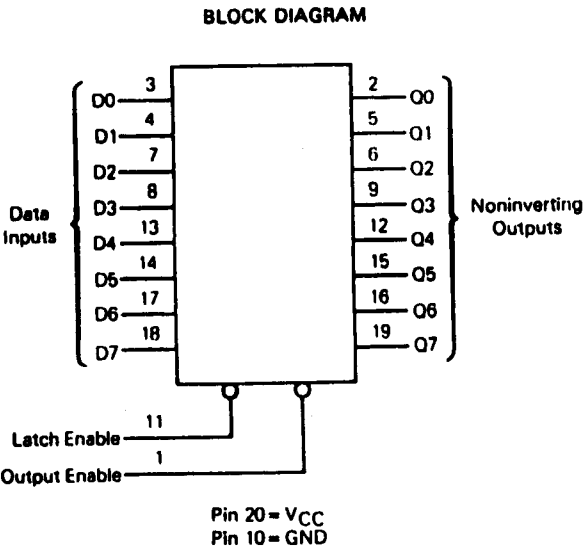 BLOCK DIAGRAM
D0 3 2 Q0
D1 4 5 Q1
D2 7 6 Q2
D3 8 9 Q3
D4 13 12 Q4
D5 14 15 Q5
D6 17 16 Q6
D7 18 19 Q7
Data
Inputs
Noninverting
Outputs
Latch Enable 11
Output Enable 1
Pin 20 = VCC
Pin 10 = GND